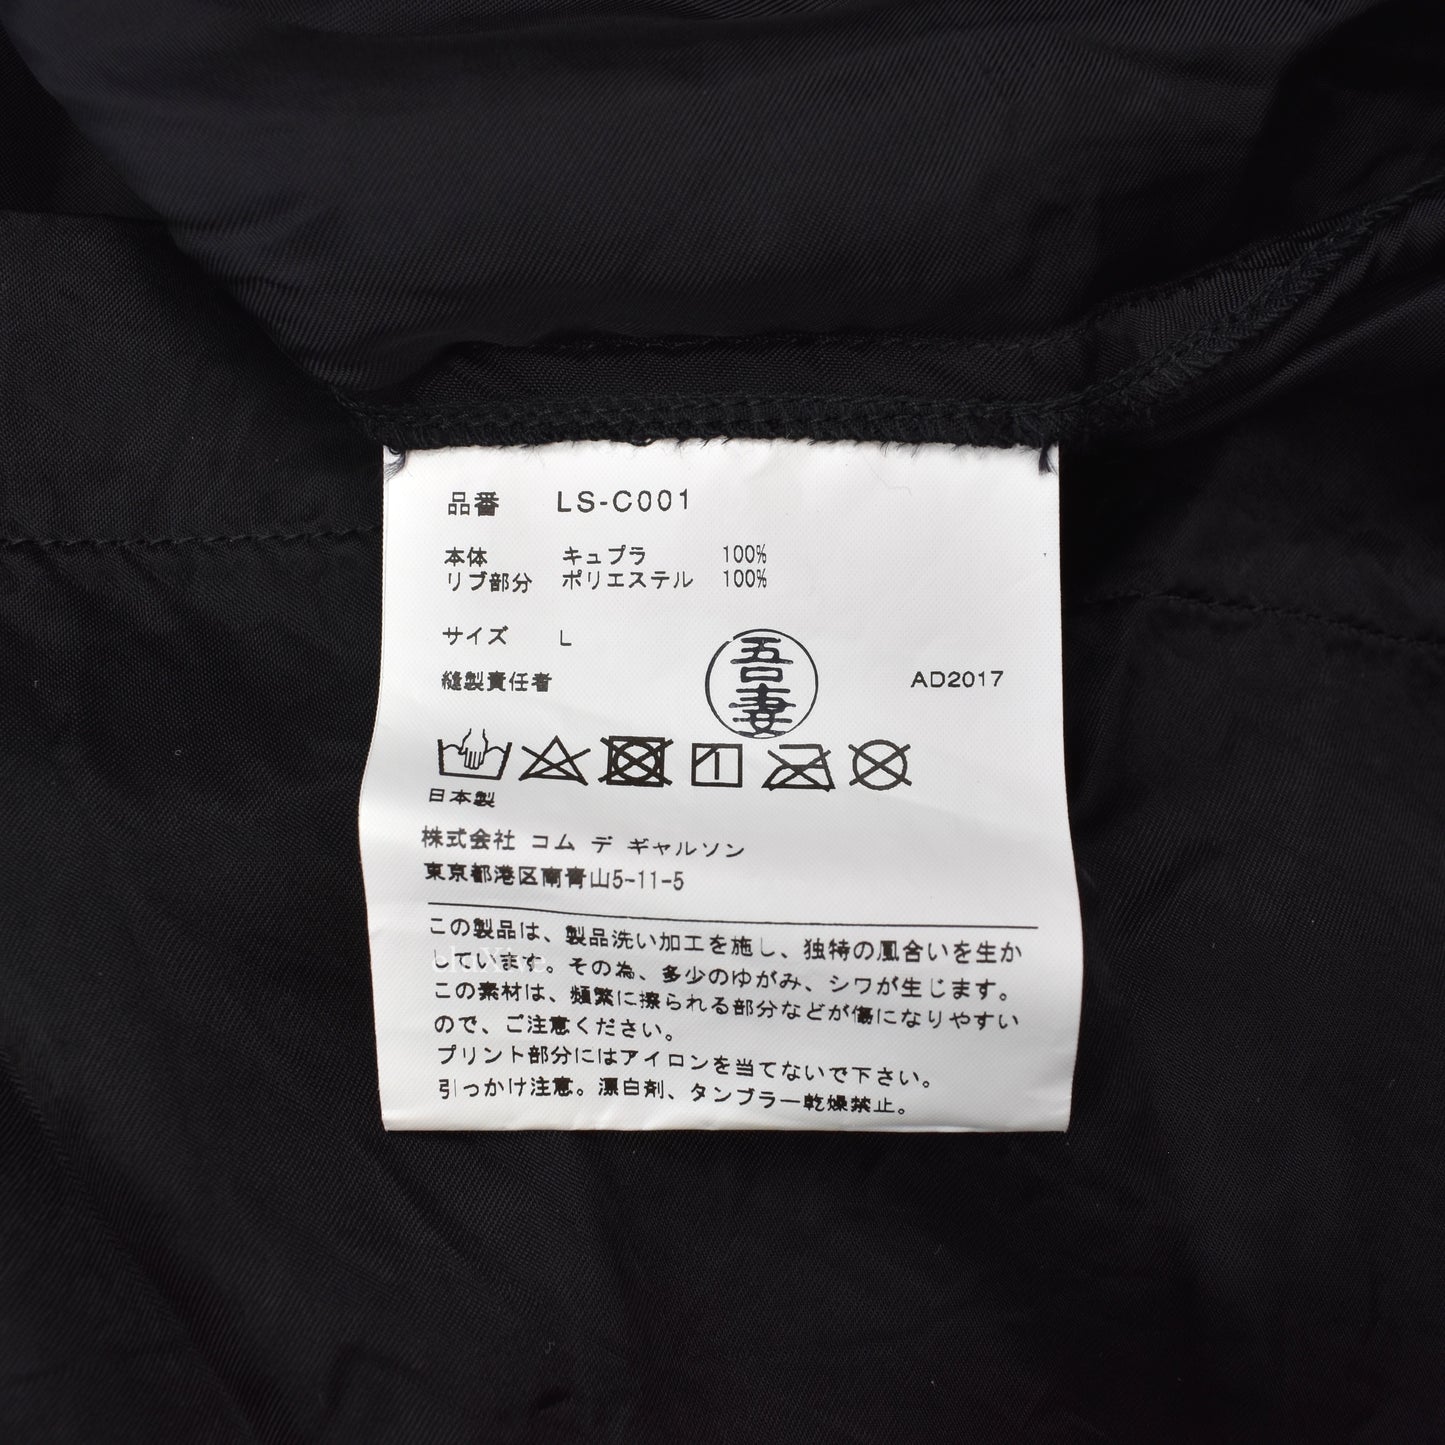 品番 LS-C001
本体 キュプラ 100%
リブ部分 ポリエステル 100%
サイズ L
縫製責任者 吾妻 AD2017
日本製
株式会社 コム デ ギャルソン
東京都港区南青山5-11-5
この製品は、製品洗い加工を施し、独特の風合いを生か
しています。その為、多少のゆがみ、シワが生じます。
この素材は、頻繁に擦られる部分などが傷になりやすい
ので、ご注意ください。
プリント部分にはアイロンを当てないで下さい。
引っかけ注意。漂白剤、タンブラー乾燥禁止。